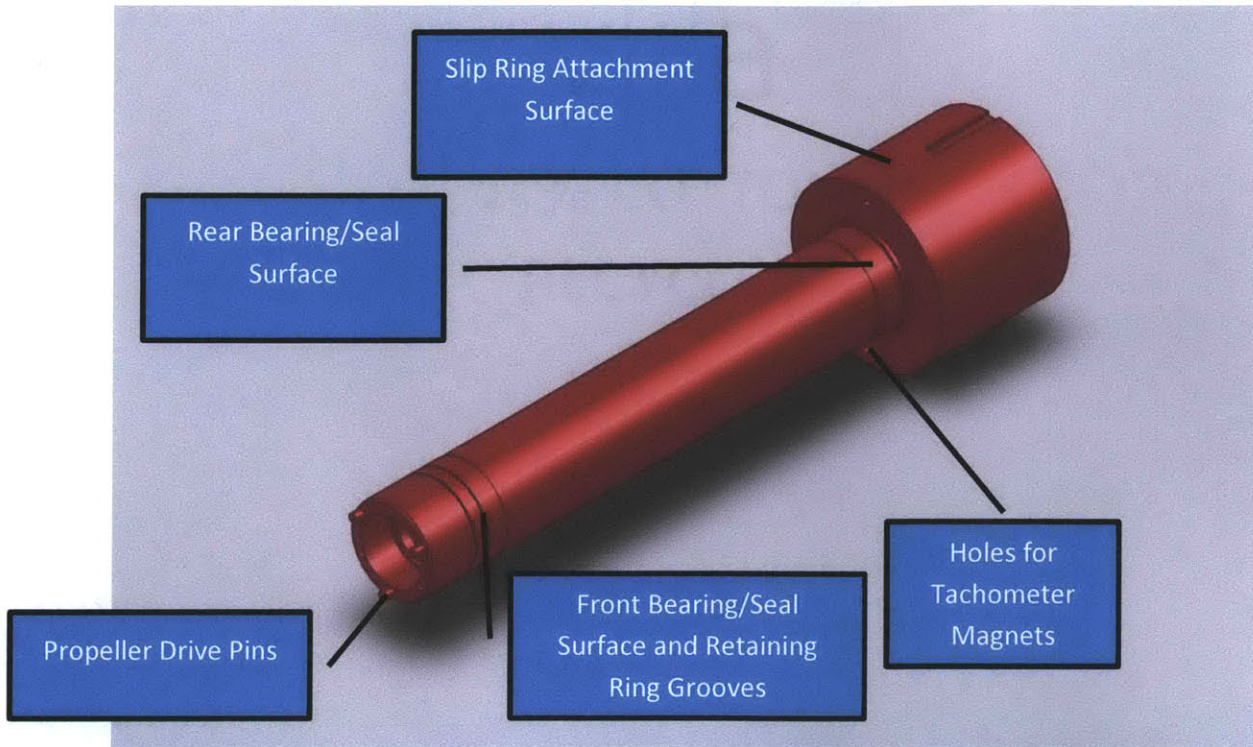 Slip Ring Attachment
Surface
Rear Bearing/Seal
Surface
Holes for
Tachometer
Magnets
Front Bearing/Seal
Surface and Retaining
Ring Grooves
Propeller Drive Pins